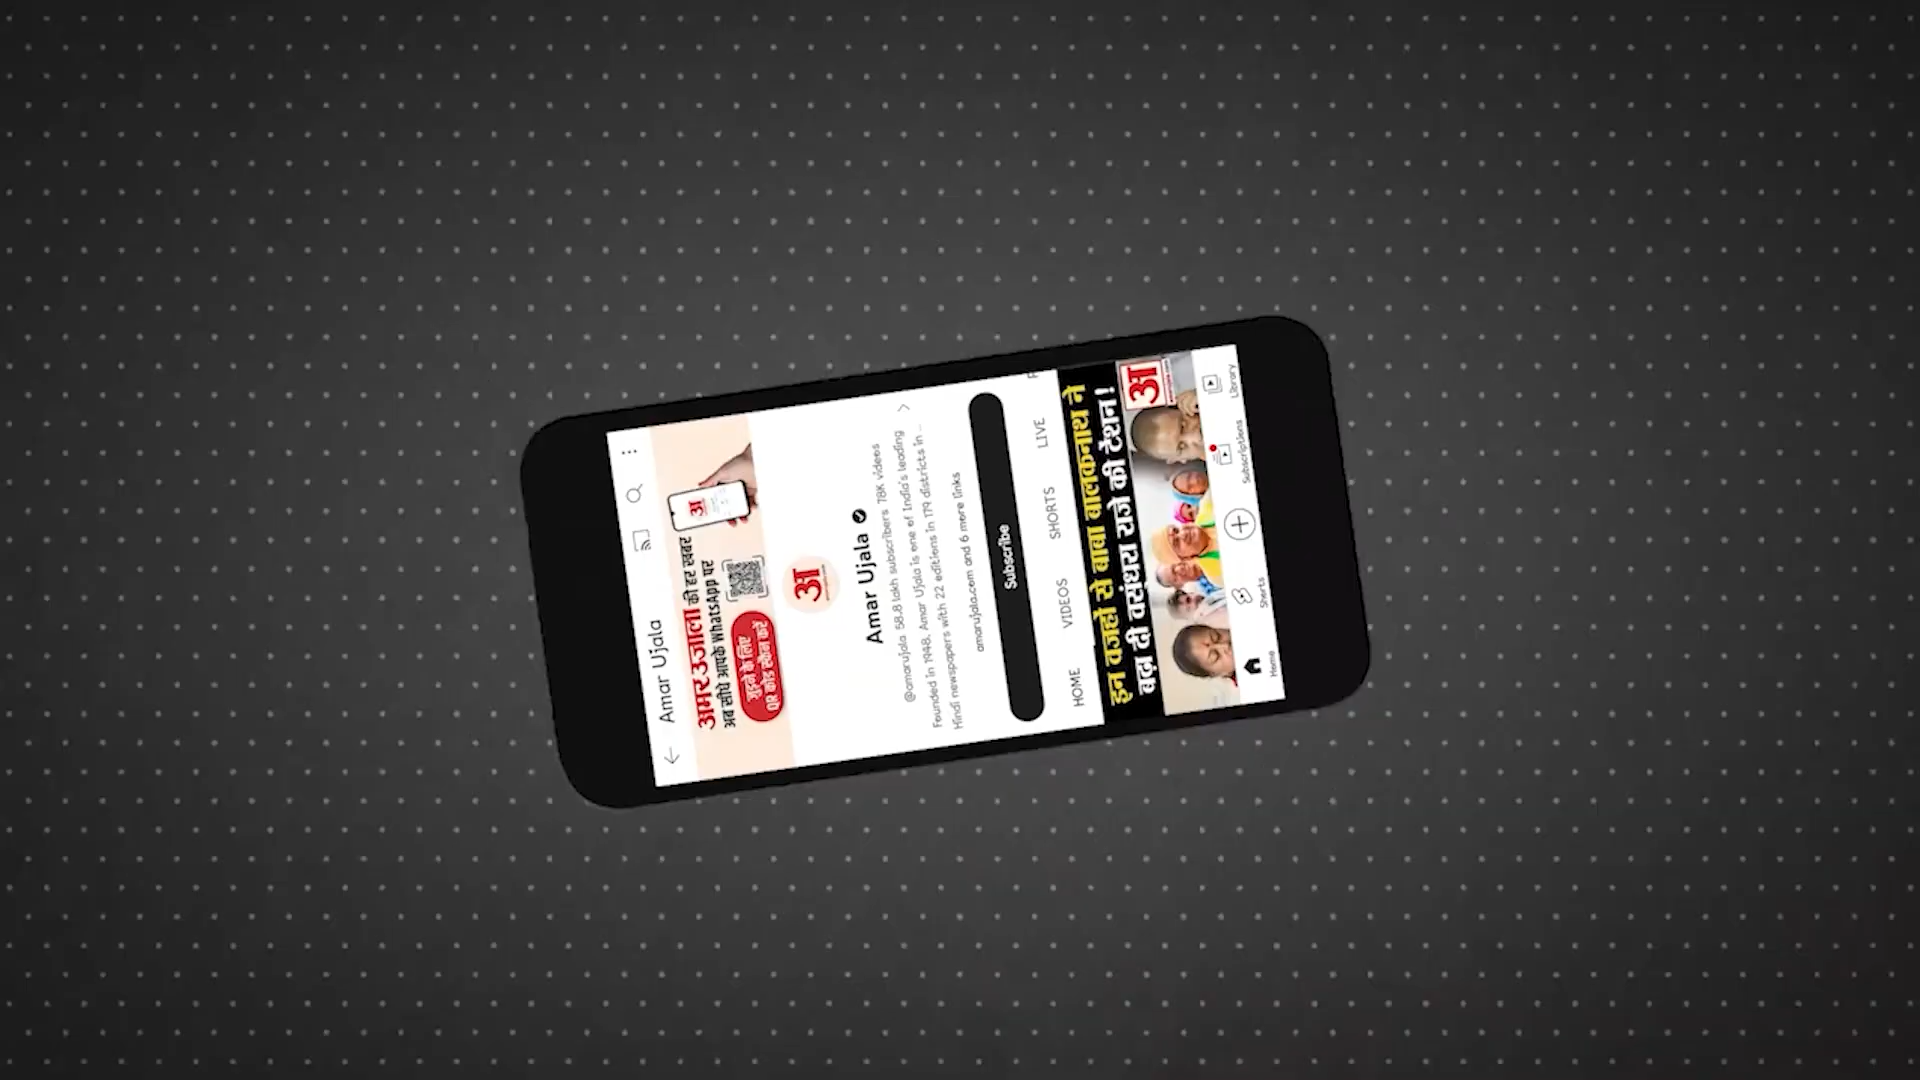 Amar Ujala
अमर उजाला की हर खबर
अब सीधे आपके WhatsApp पर
जुड़ने के लिए
QR कोड स्कैन करें
अ
अ
Amar Ujala
@amarujala 58.8 lakh subscribers 78K videos
Founded in 1948. Amar Ujala is one of India's leading
Hindi newspapers with 22 editions in 179 districts in ...
amarujala.com and 6 more links
Subscribe
HOME VIDEOS SHORTS LIVE
इन वजहों से बाबा बालकनाथ ने
बढ़ा दी वसुंधरा राजे की टेंशन!
अ
Home Shorts Subscriptions Library